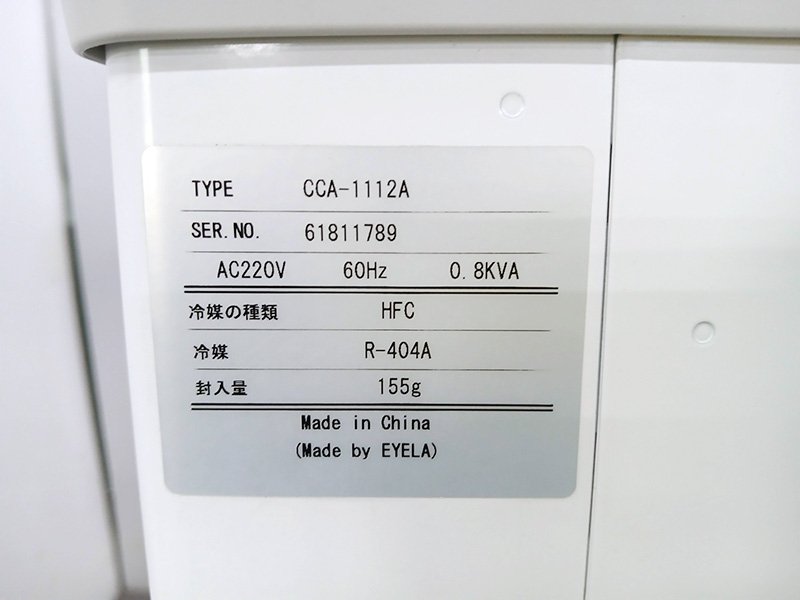 TYPE CCA-1112A
SER.NO. 61811789
AC220V 60Hz 0.8KVA
冷媒の種類 HFC
冷媒 R-404A
封入量 155g
Made in China
(Made by EYELA)